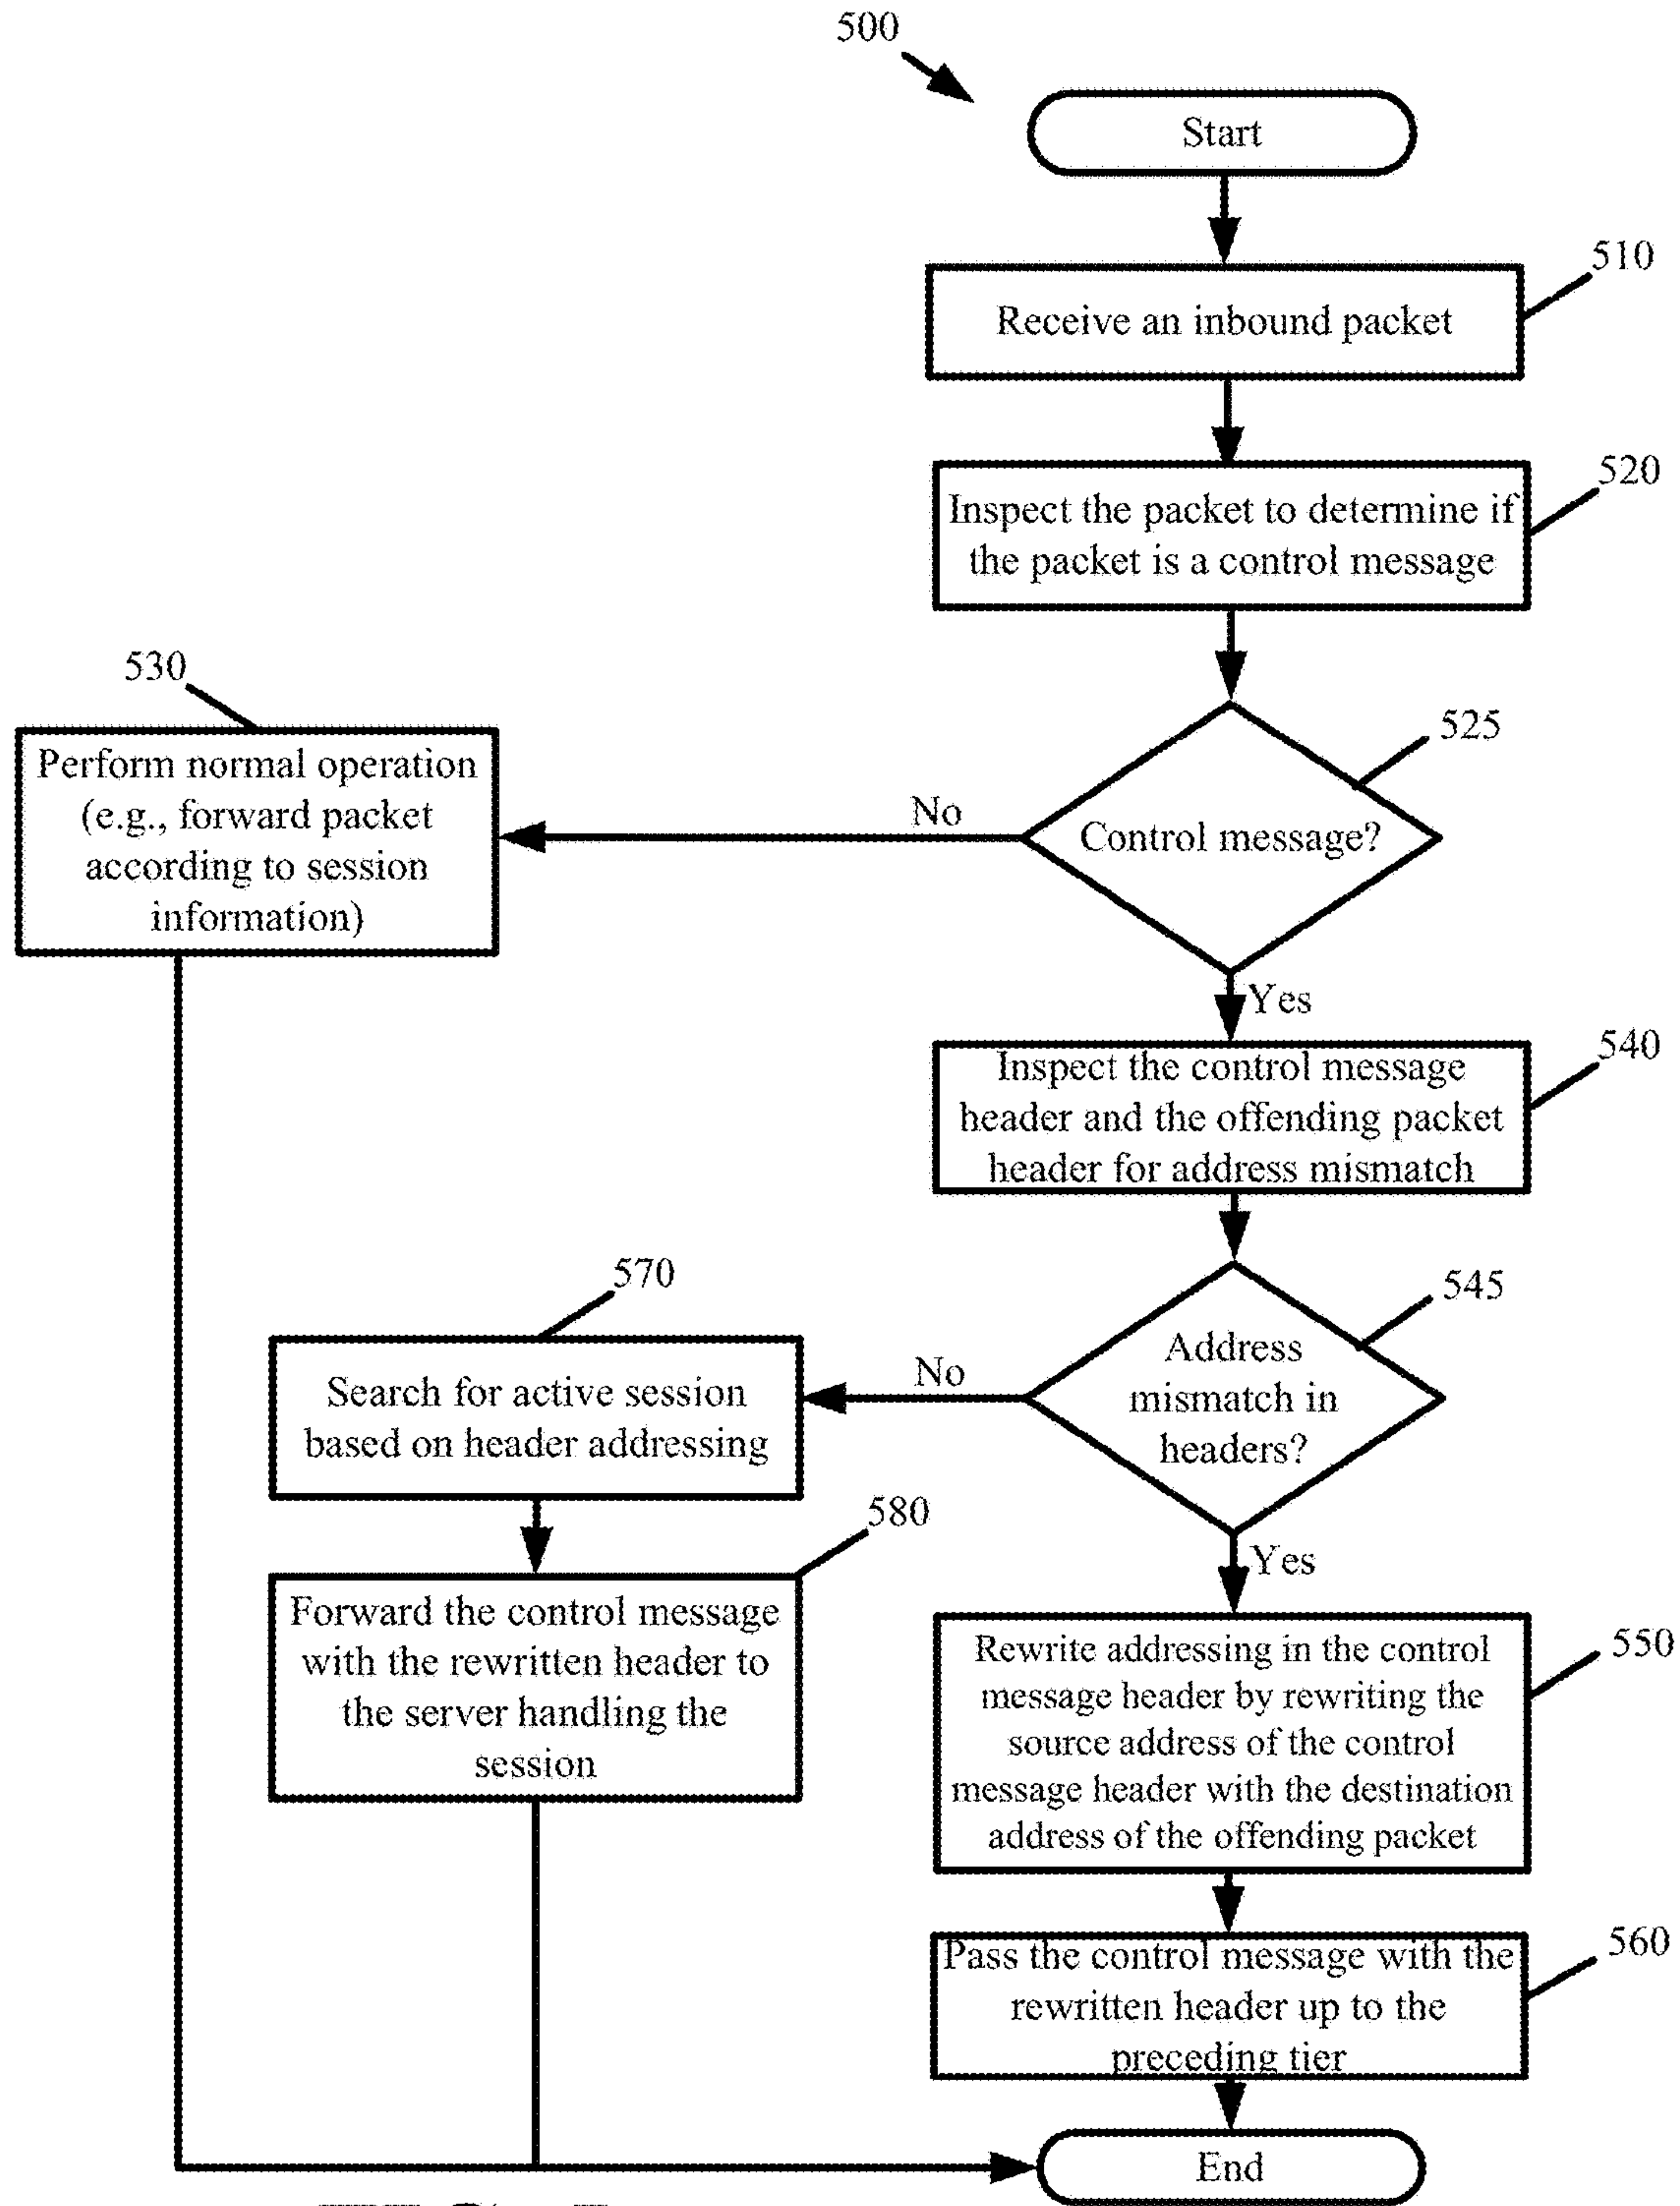 500
Start
510
Receive an inbound packet
520
Inspect the packet to determine if
the packet is a control message
530
Perform normal operation
(e.g., forward packet
according to session
information)
525
No
Control message?
Yes
540
Inspect the control message
header and the offending packet
header for address mismatch
570
Search for active session
based on header addressing
545
No
Address
mismatch in
headers?
Yes
580
Forward the control message
with the rewritten header to
the server handling the
session
550
Rewrite addressing in the control
message header by rewriting the
source address of the control
message header with the destination
address of the offending packet
560
Pass the control message with the
rewritten header up to the
preceding tier
End